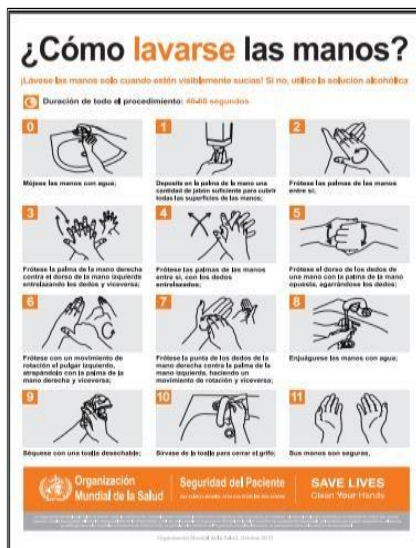 ¿Cómo lavarse las manos?
¡Lávese las manos solo cuando estén visiblemente sucias! Si no, utilice la solución alcohólica
Duración de todo el procedimiento: 40-60 segundos
0
1
2
Mójese las manos con agua;
Deposite en la palma de la mano una
cantidad de jabón suficiente para cubrir
todas las superficies de las manos;
Frótese las palmas de las manos
entre sí;
3
4
5
Frótese la palma de la mano derecha
contra el dorso de la mano izquierda
entrelazando los dedos y viceversa;
Frótese las palmas de las manos
entre sí, con los dedos
entrelazados;
Frótese el dorso de los dedos de
una mano con la palma de la mano
opuesta, agarrándose los dedos;
6
7
8
Frótese con un movimiento de
rotación el pulgar izquierdo,
atrapándolo con la palma de la
mano derecha y viceversa;
Frótese la punta de los dedos de la
mano derecha contra la palma de la
mano izquierda, haciendo un
movimiento de rotación y viceversa;
Enjuáguese las manos con agua;
9
10
11
Séquese con una toalla desechable;
Sírvase de la toalla para cerrar el grifo;
Sus manos son seguras.
Organización
Mundial de la Salud
Seguridad del Paciente
SAVE LIVES
Clean Your Hands
Organización Mundial de la Salud, Octubre 2010